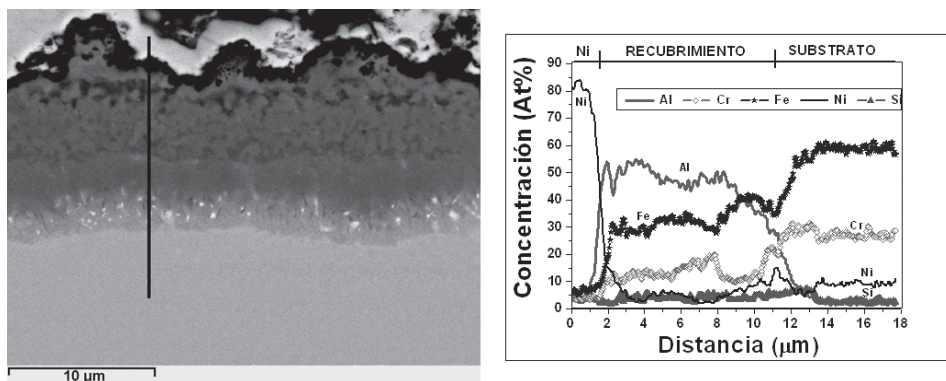 10 µm
Ni RECUBRIMIENTO SUBSTRATO
Concentración (At%)
90
80
70
60
50
40
30
20
10
0
Al Cr Fe Ni Si
Ni
Al
Fe
Cr
Ni
Si
0 2 4 6 8 10 12 14 16 18
Distancia (µm)